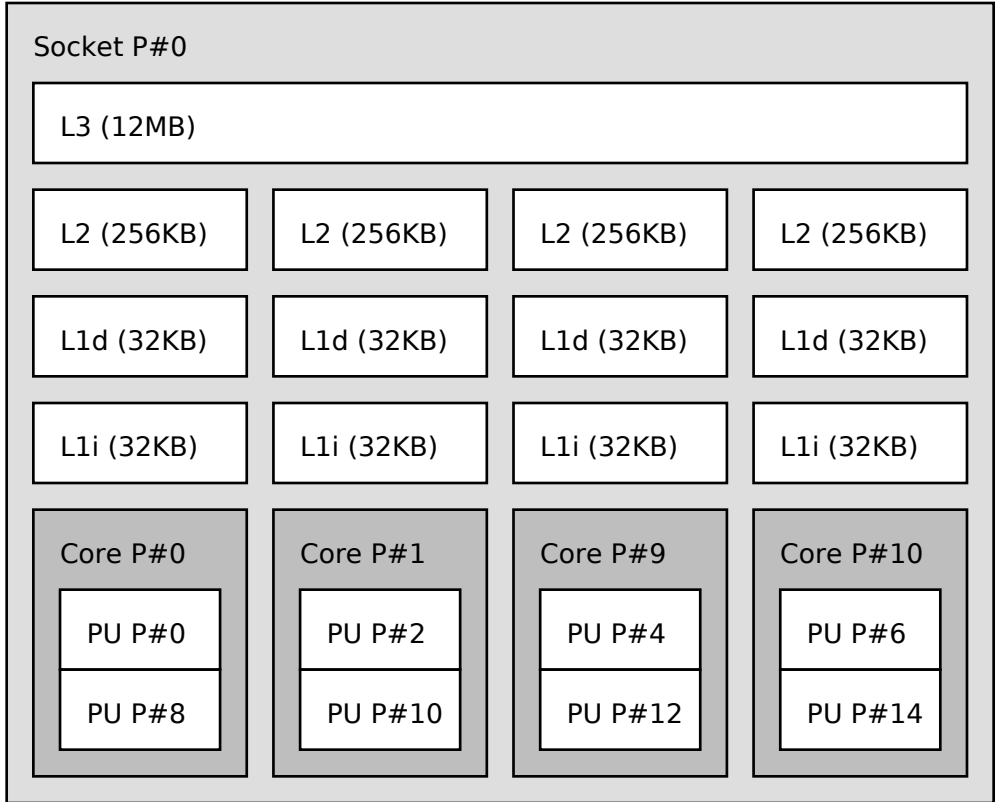 Socket P#0
L3 (12MB)
L2 (256KB) L2 (256KB) L2 (256KB) L2 (256KB)
L1d (32KB) L1d (32KB) L1d (32KB) L1d (32KB)
L1i (32KB) L1i (32KB) L1i (32KB) L1i (32KB)
Core P#0 Core P#1 Core P#9 Core P#10
PU P#0 PU P#2 PU P#4 PU P#6
PU P#8 PU P#10 PU P#12 PU P#14